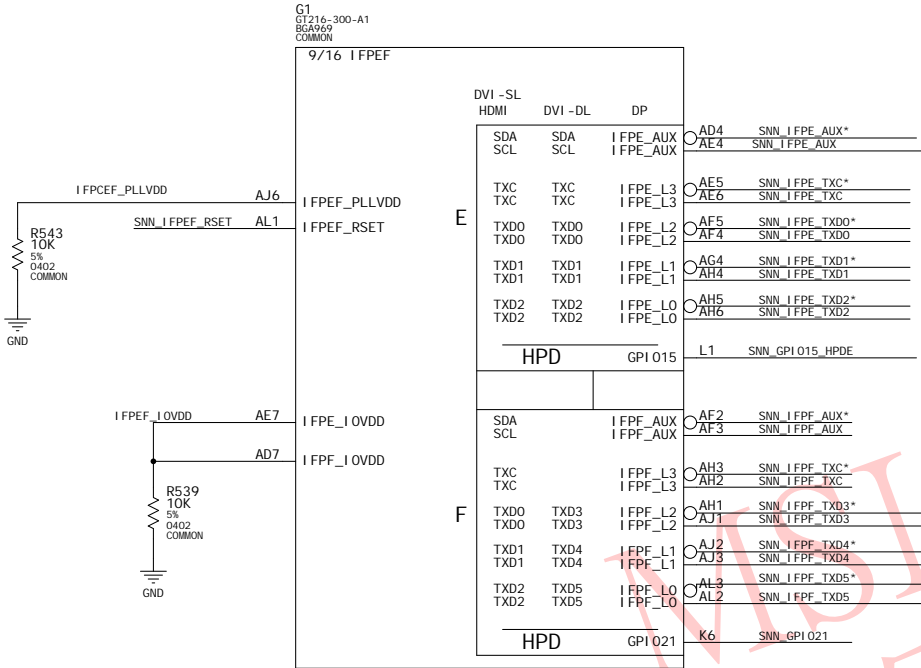 G1
GT216-300-A1
BGA969
COMMON
9/16 IFPEF
DVI-SL
HDMI DVI-DL DP
SDA SDA IFPE_AUX AD4 SNN_IFPE_AUX*
SCL SCL IFPE_AUX AE4 SNN_IFPE_AUX
TXC TXC IFPE_L3 AE5 SNN_IFPE_TXC*
TXC TXC IFPE_L3 AE6 SNN_IFPE_TXC
IFPCEF_PLLVDD AJ6 IFPEF_PLLVDD
SNN_IFPEF_RSET AL1 IFPEF_RSET
E
TXD0 TXD0 IFPE_L2 AF5 SNN_IFPE_TXD0*
TXD0 TXD0 IFPE_L2 AF4 SNN_IFPE_TXD0
R543
10K
5%
0402
COMMON
GND
TXD1 TXD1 IFPE_L1 AG4 SNN_IFPE_TXD1*
TXD1 TXD1 IFPE_L1 AH4 SNN_IFPE_TXD1
TXD2 TXD2 IFPE_L0 AH5 SNN_IFPE_TXD2*
TXD2 TXD2 IFPE_L0 AH6 SNN_IFPE_TXD2
HPD GPIO15 L1 SNN_GPIO15_HPDE
IFPEF_IOVDD AE7 IFPE_IOVDD
AD7 IFPF_IOVDD
R539
10K
5%
0402
COMMON
GND
SDA IFPF_AUX AF2 SNN_IFPF_AUX*
SCL IFPF_AUX AF3 SNN_IFPF_AUX
TXC IFPF_L3 AH3 SNN_IFPF_TXC*
TXC IFPF_L3 AH2 SNN_IFPF_TXC
F
TXD0 TXD3 IFPF_L2 AH1 SNN_IFPF_TXD3*
TXD0 TXD3 IFPF_L2 AJ1 SNN_IFPF_TXD3
TXD1 TXD4 IFPF_L1 AJ2 SNN_IFPF_TXD4*
TXD1 TXD4 IFPF_L1 AJ3 SNN_IFPF_TXD4
TXD2 TXD5 IFPF_L0 AL3 SNN_IFPF_TXD5*
TXD2 TXD5 IFPF_L0 AL2 SNN_IFPF_TXD5
HPD GPIO21 K6 SNN_GPIO21
MSI